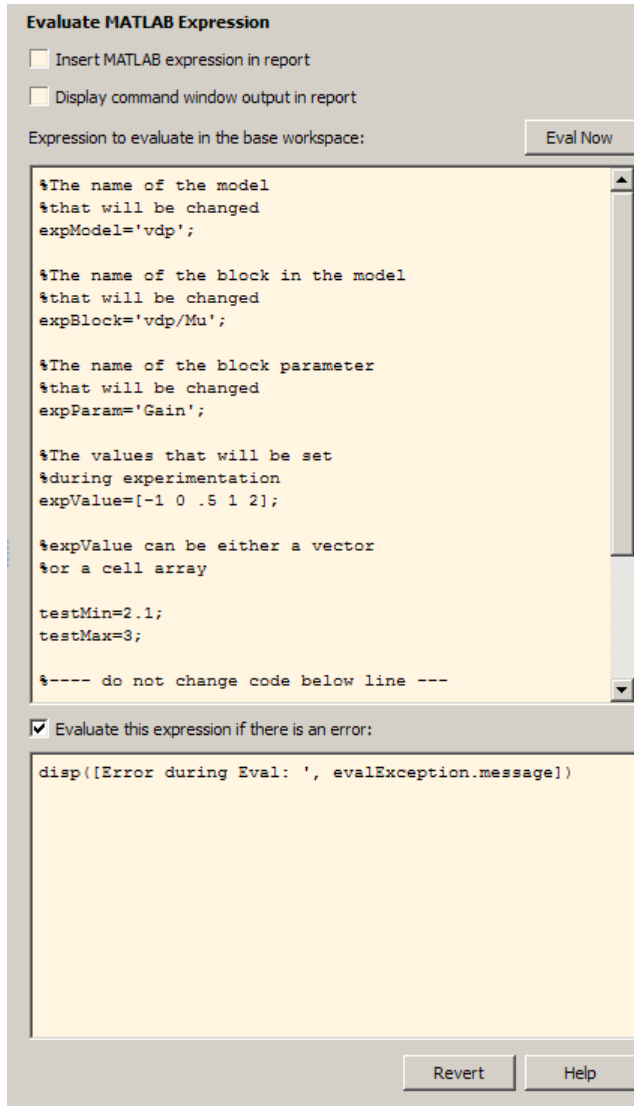 Evaluate MATLAB Expression
Insert MATLAB expression in report
Display command window output in report
Expression to evaluate in the base workspace:
Eval Now
%The name of the model
%that will be changed
expModel='vdp';
%The name of the block in the model
%that will be changed
expBlock='vdp/Mu';
%The name of the block parameter
%that will be changed
expParam='Gain';
%The values that will be set
%during experimentation
expValue=[-1 0 .5 1 2];
%expValue can be either a vector
%or a cell array
testMin=2.1;
testMax=3;
%---- do not change code below line ---
Evaluate this expression if there is an error:
disp([Error during Eval: ', evalException.message])
Revert
Help